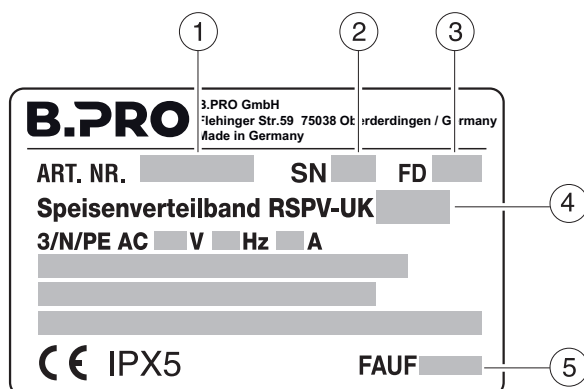 1 2 3
B.PRO
B.PRO GmbH
Flehinger Str.59 75038 Oberderdingen / Germany
Made in Germany
ART. NR. SN FD
Speisenverteilband RSPV-UK 4
3/N/PE AC V Hz A
CE IPX5 FAUF 5